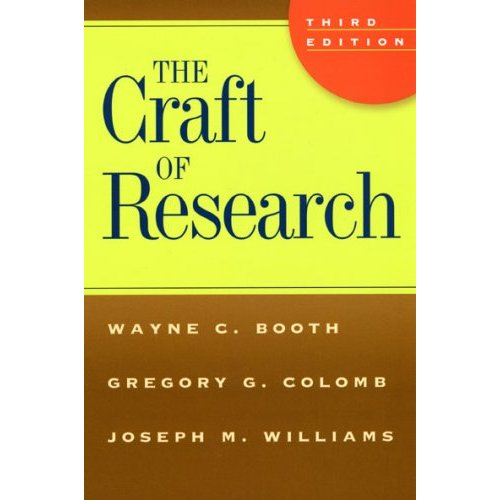 THIRD
EDITION
THE
Craft
OF
Research
WAYNE C. BOOTH
GREGORY G. COLOMB
JOSEPH M. WILLIAMS